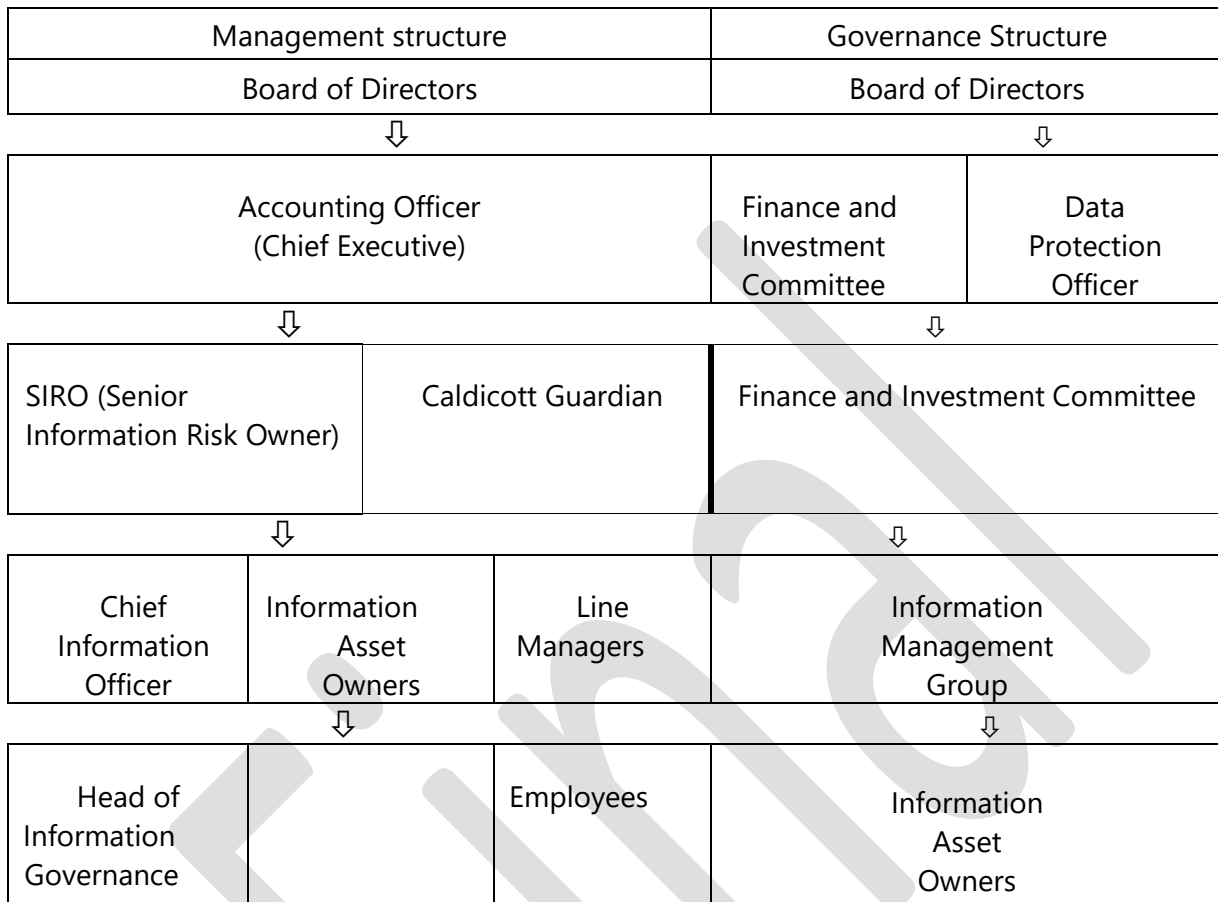 Management structure
Governance Structure
Board of Directors
Board of Directors
⇩
⇩
Accounting Officer
(Chief Executive)
Finance and
Investment
Committee
Data
Protection
Officer
⇩
⇩
SIRO (Senior
Information Risk Owner)
Caldicott Guardian
Finance and Investment Committee
⇩
⇩
Chief
Information
Officer
Information
Asset
Owners
Line
Managers
Information
Management
Group
⇩
⇩
Head of
Information
Governance
Employees
Information
Asset
Owners
Final